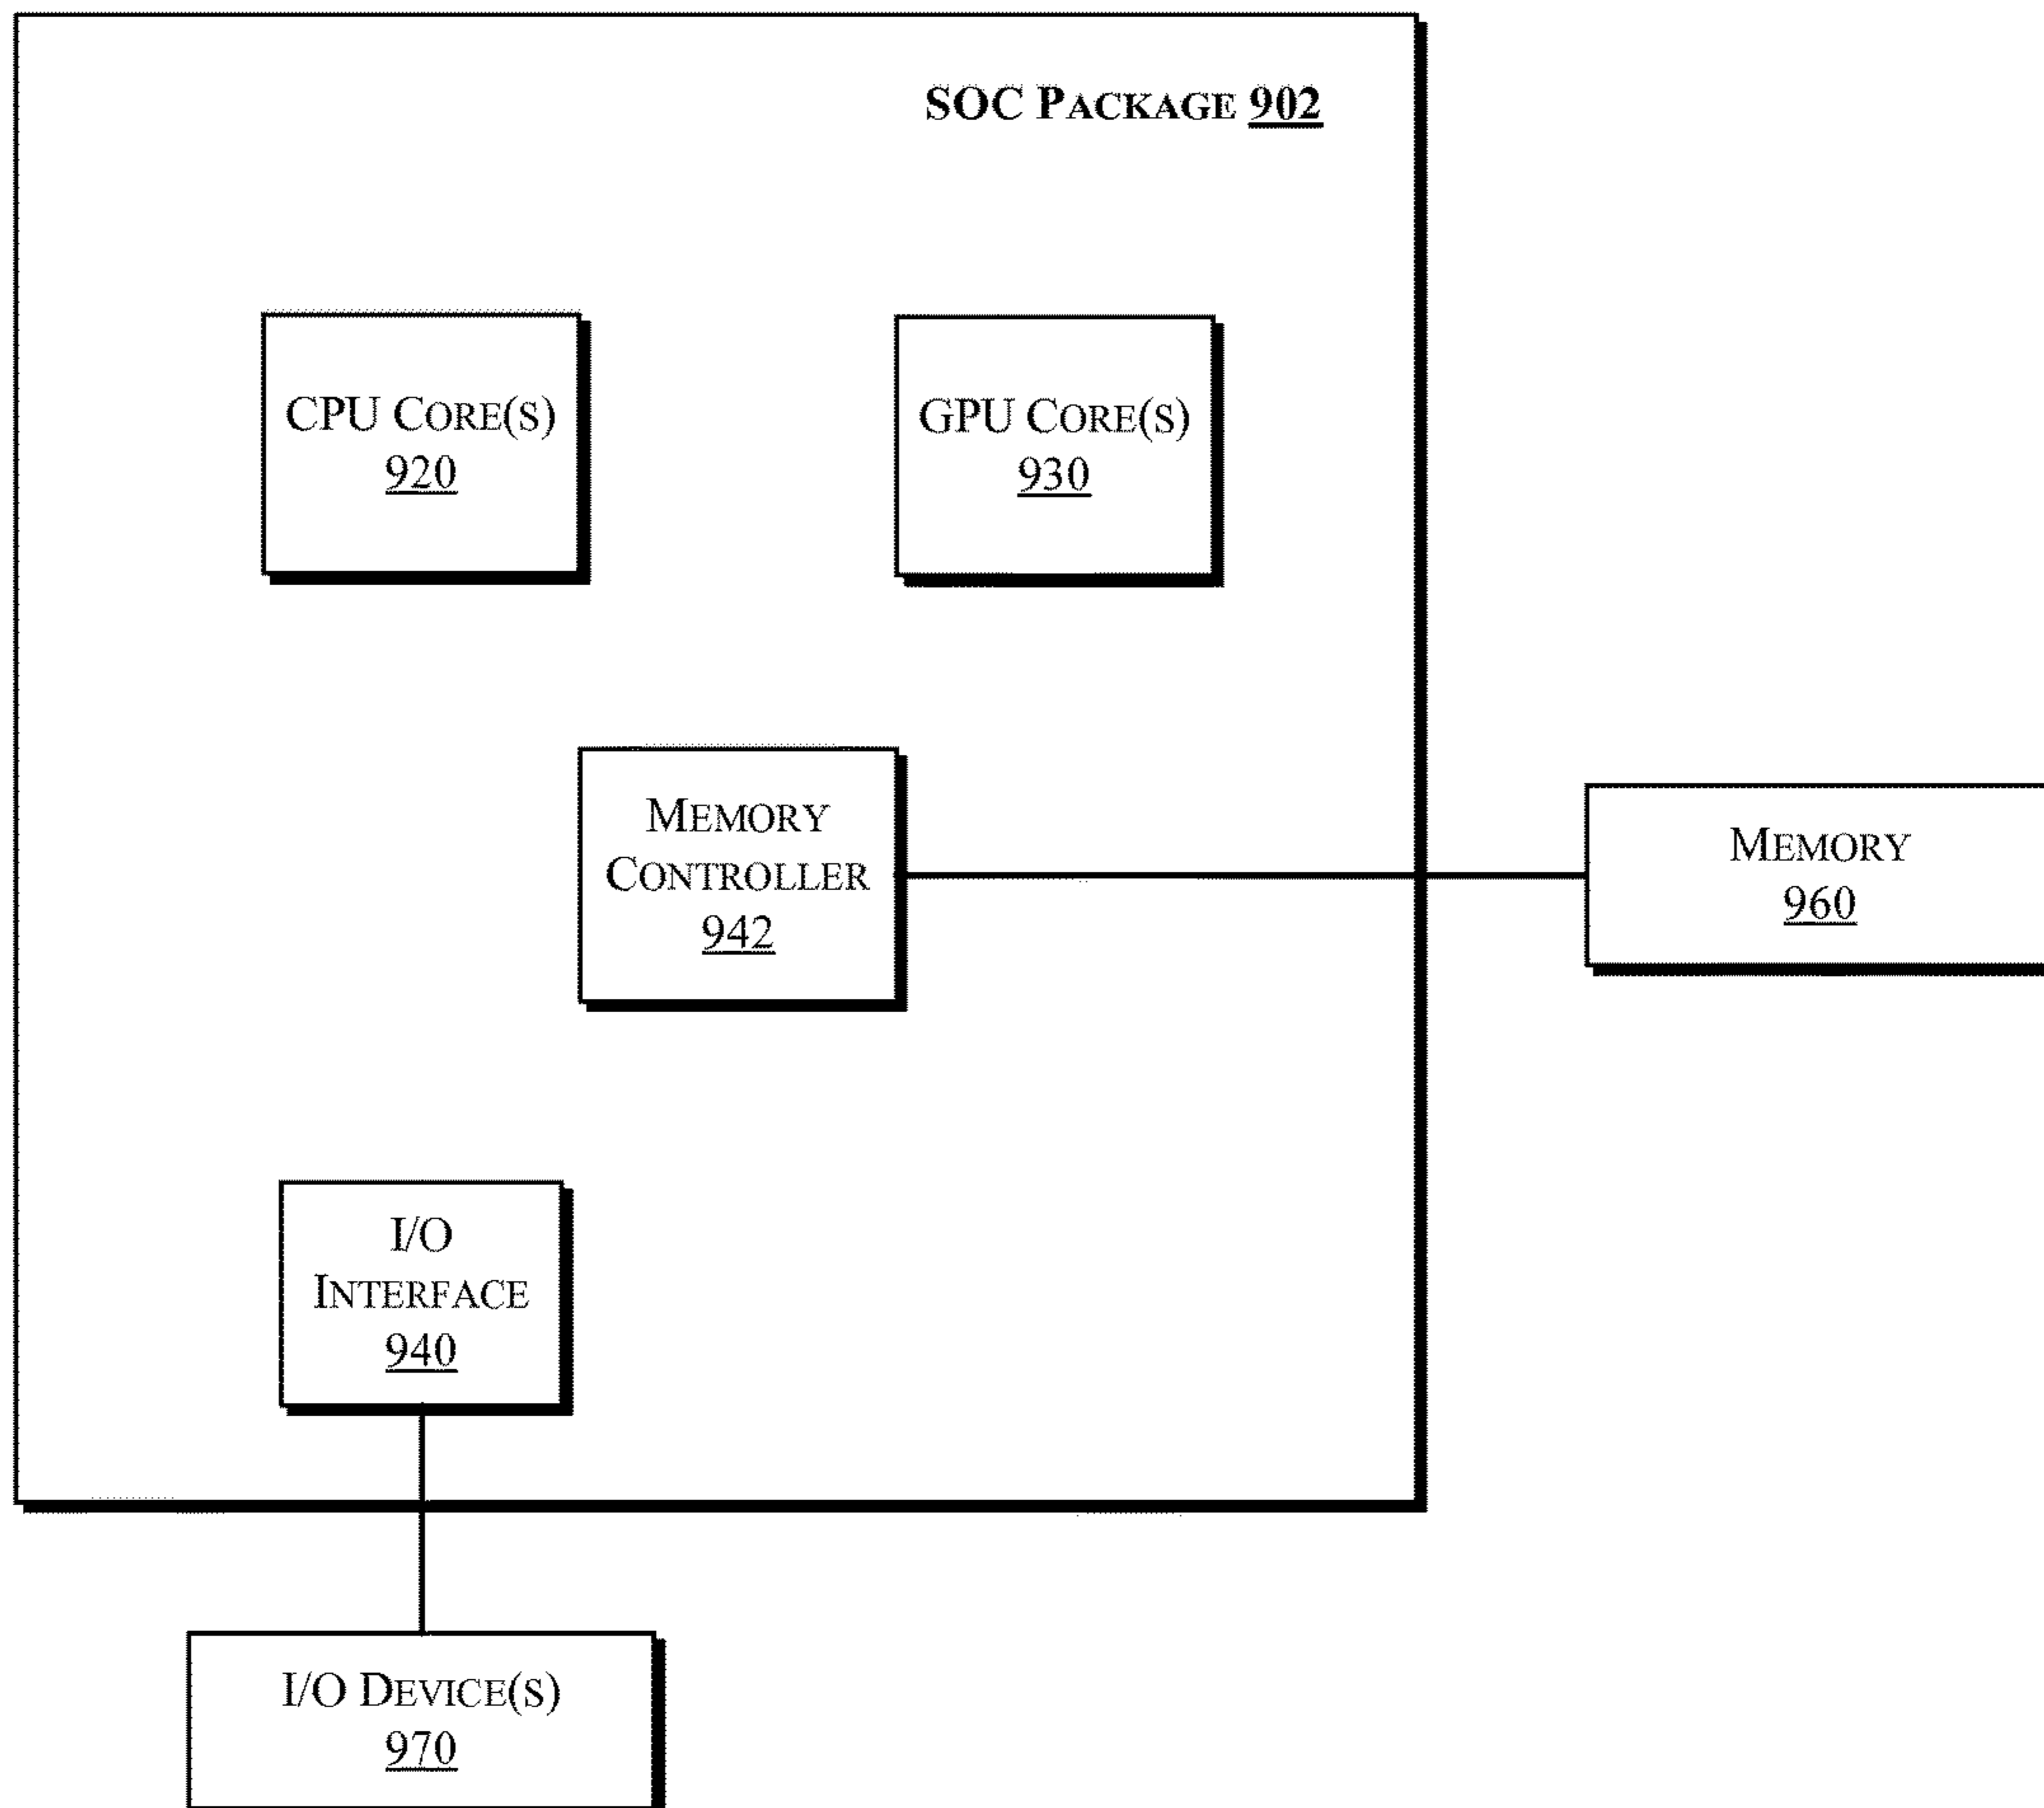 SOC PACKAGE 902
CPU CORE(S)
920
GPU CORE(S)
930
MEMORY
CONTROLLER
942
MEMORY
960
I/O
INTERFACE
940
I/O DEVICE(S)
970